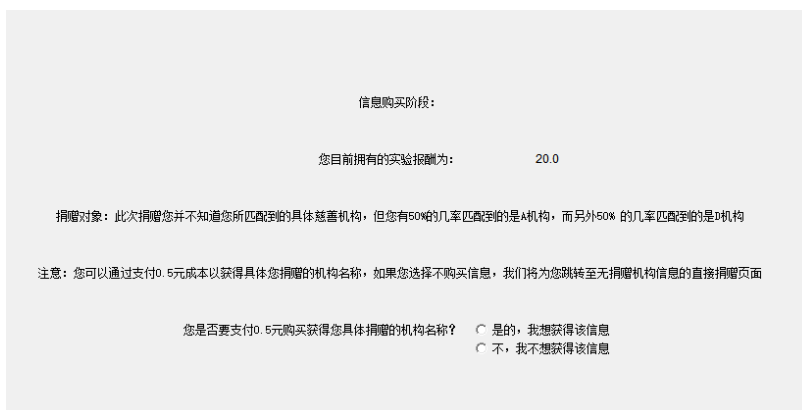 信息购买阶段：
您目前拥有的实验报酬为： 20.0
捐赠对象：此次捐赠您并不知道您所匹配到的具体慈善机构，但您有50%的几率匹配到的是A机构，而另外50% 的几率匹配到的是D机构
注意：您可以通过支付0.5元成本以获得具体您捐赠的机构名称，如果您选择不购买信息，我们将为您跳转至无捐赠机构信息的直接捐赠页面
您是否要支付0.5元购买获得您具体捐赠的机构名称？ 是的，我想获得该信息
不，我不想获得该信息